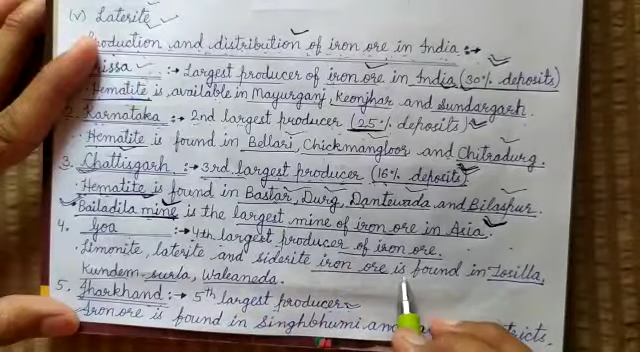 (v) Laterite
Production and distribution of iron ore in India :→
Orissa :→ Largest producer of iron ore in India (30% deposits)
Hematite is available in Mayurganj, Keonjhar and Sundargarh.
2. Karnataka :→ 2nd largest producer (25% deposits)
Hematite is found in Bellari, Chickmangloor and Chitradurg.
3. Chattisgarh :→ 3rd largest producer (16% deposits)
Hematite is found in Bastar, Durg, Dantewada and Bilaspur.
Bailadila mine is the largest mine of iron ore in Asia.
4. Goa :→ 4th largest producer of iron ore.
Limonite, laterite and siderite iron ore is found in Tosilla,
Kundem-surla, Waleaneda.
5. Jharkhand :→ 5th largest producer
Iron ore is found in Singhbhumi and